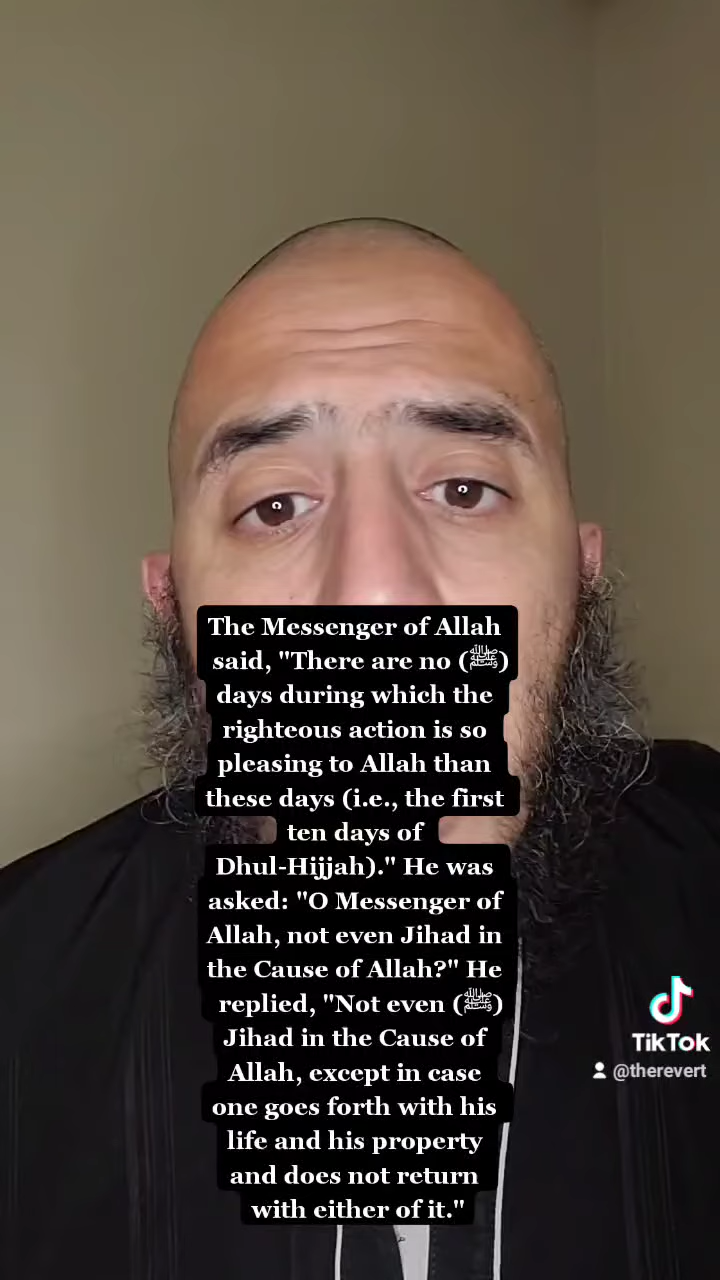 The Messenger of Allah
said, "There are no (ﷺ)
days during which the
righteous action is so
pleasing to Allah than
these days (i.e., the first
ten days of
Dhul-Hijjah)." He was
asked: "O Messenger of
Allah, not even Jihad in
the Cause of Allah?" He
replied, "Not even (ﷺ)
Jihad in the Cause of
Allah, except in case
one goes forth with his
life and his property
and does not return
with either of it."
TikTok
@therevert